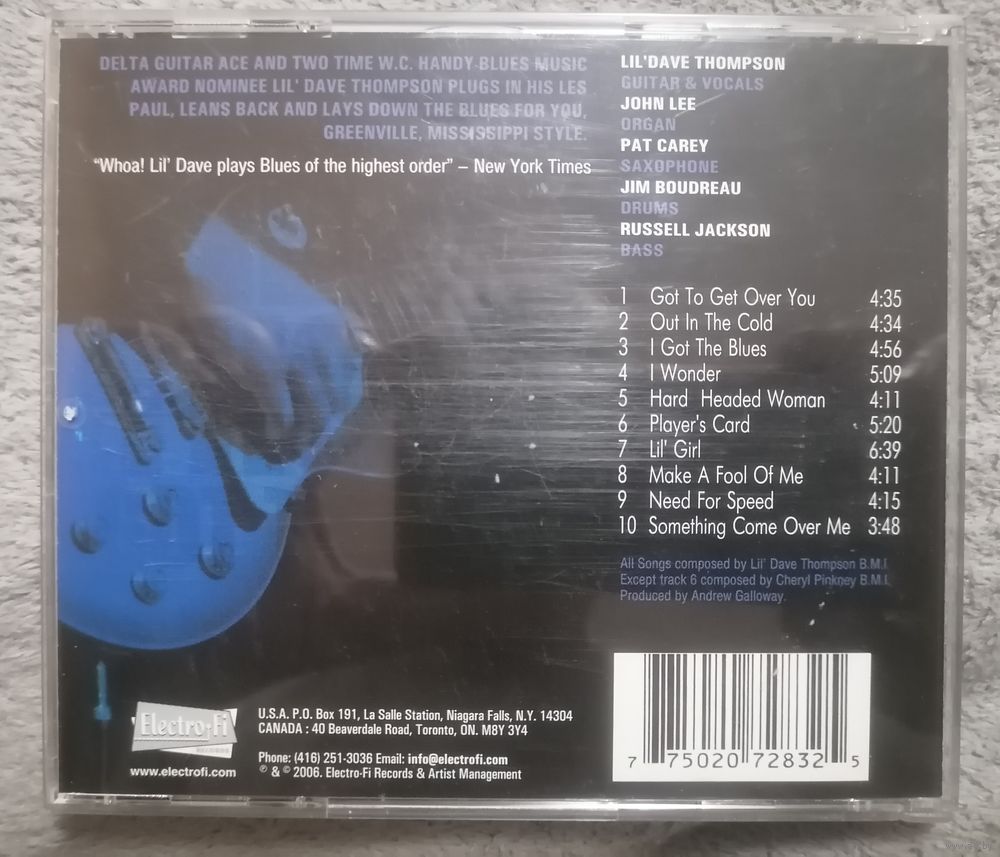 DELTA GUITAR ACE AND TWO TIME W.C. HANDY BLUES MUSIC
AWARD NOMINEE LIL' DAVE THOMPSON PLUGS IN HIS LES
PAUL, LEANS BACK AND LAYS DOWN THE BLUES FOR YOU,
GREENVILLE, MISSISSIPPI STYLE.
“Whoa! Lil' Dave plays Blues of the highest order” – New York Times
LIL'DAVE THOMPSON
GUITAR & VOCALS
JOHN LEE
ORGAN
PAT CAREY
SAXOPHONE
JIM BOUDREAU
DRUMS
RUSSELL JACKSON
BASS
1 Got To Get Over You 4:35
2 Out In The Cold 4:34
3 I Got The Blues 4:56
4 I Wonder 5:09
5 Hard Headed Woman 4:11
6 Player's Card 5:20
7 Lil' Girl 6:39
8 Make A Fool Of Me 4:11
9 Need For Speed 4:15
10 Something Come Over Me 3:48
All Songs composed by Lil' Dave Thompson B.M.I.
Except track 6 composed by Cheryl Pinkney B.M.I.
Produced by Andrew Galloway.
Electro-Fi
www.electrofi.com
U.S.A. P.O. Box 191, La Salle Station, Niagara Falls, N.Y. 14304
CANADA : 40 Beaverdale Road, Toronto, ON. M8Y 3Y4
Phone: (416) 251-3036 Email: info@electrofi.com
℗ & © 2006. Electro-Fi Records & Artist Management
7 75020 72832 5